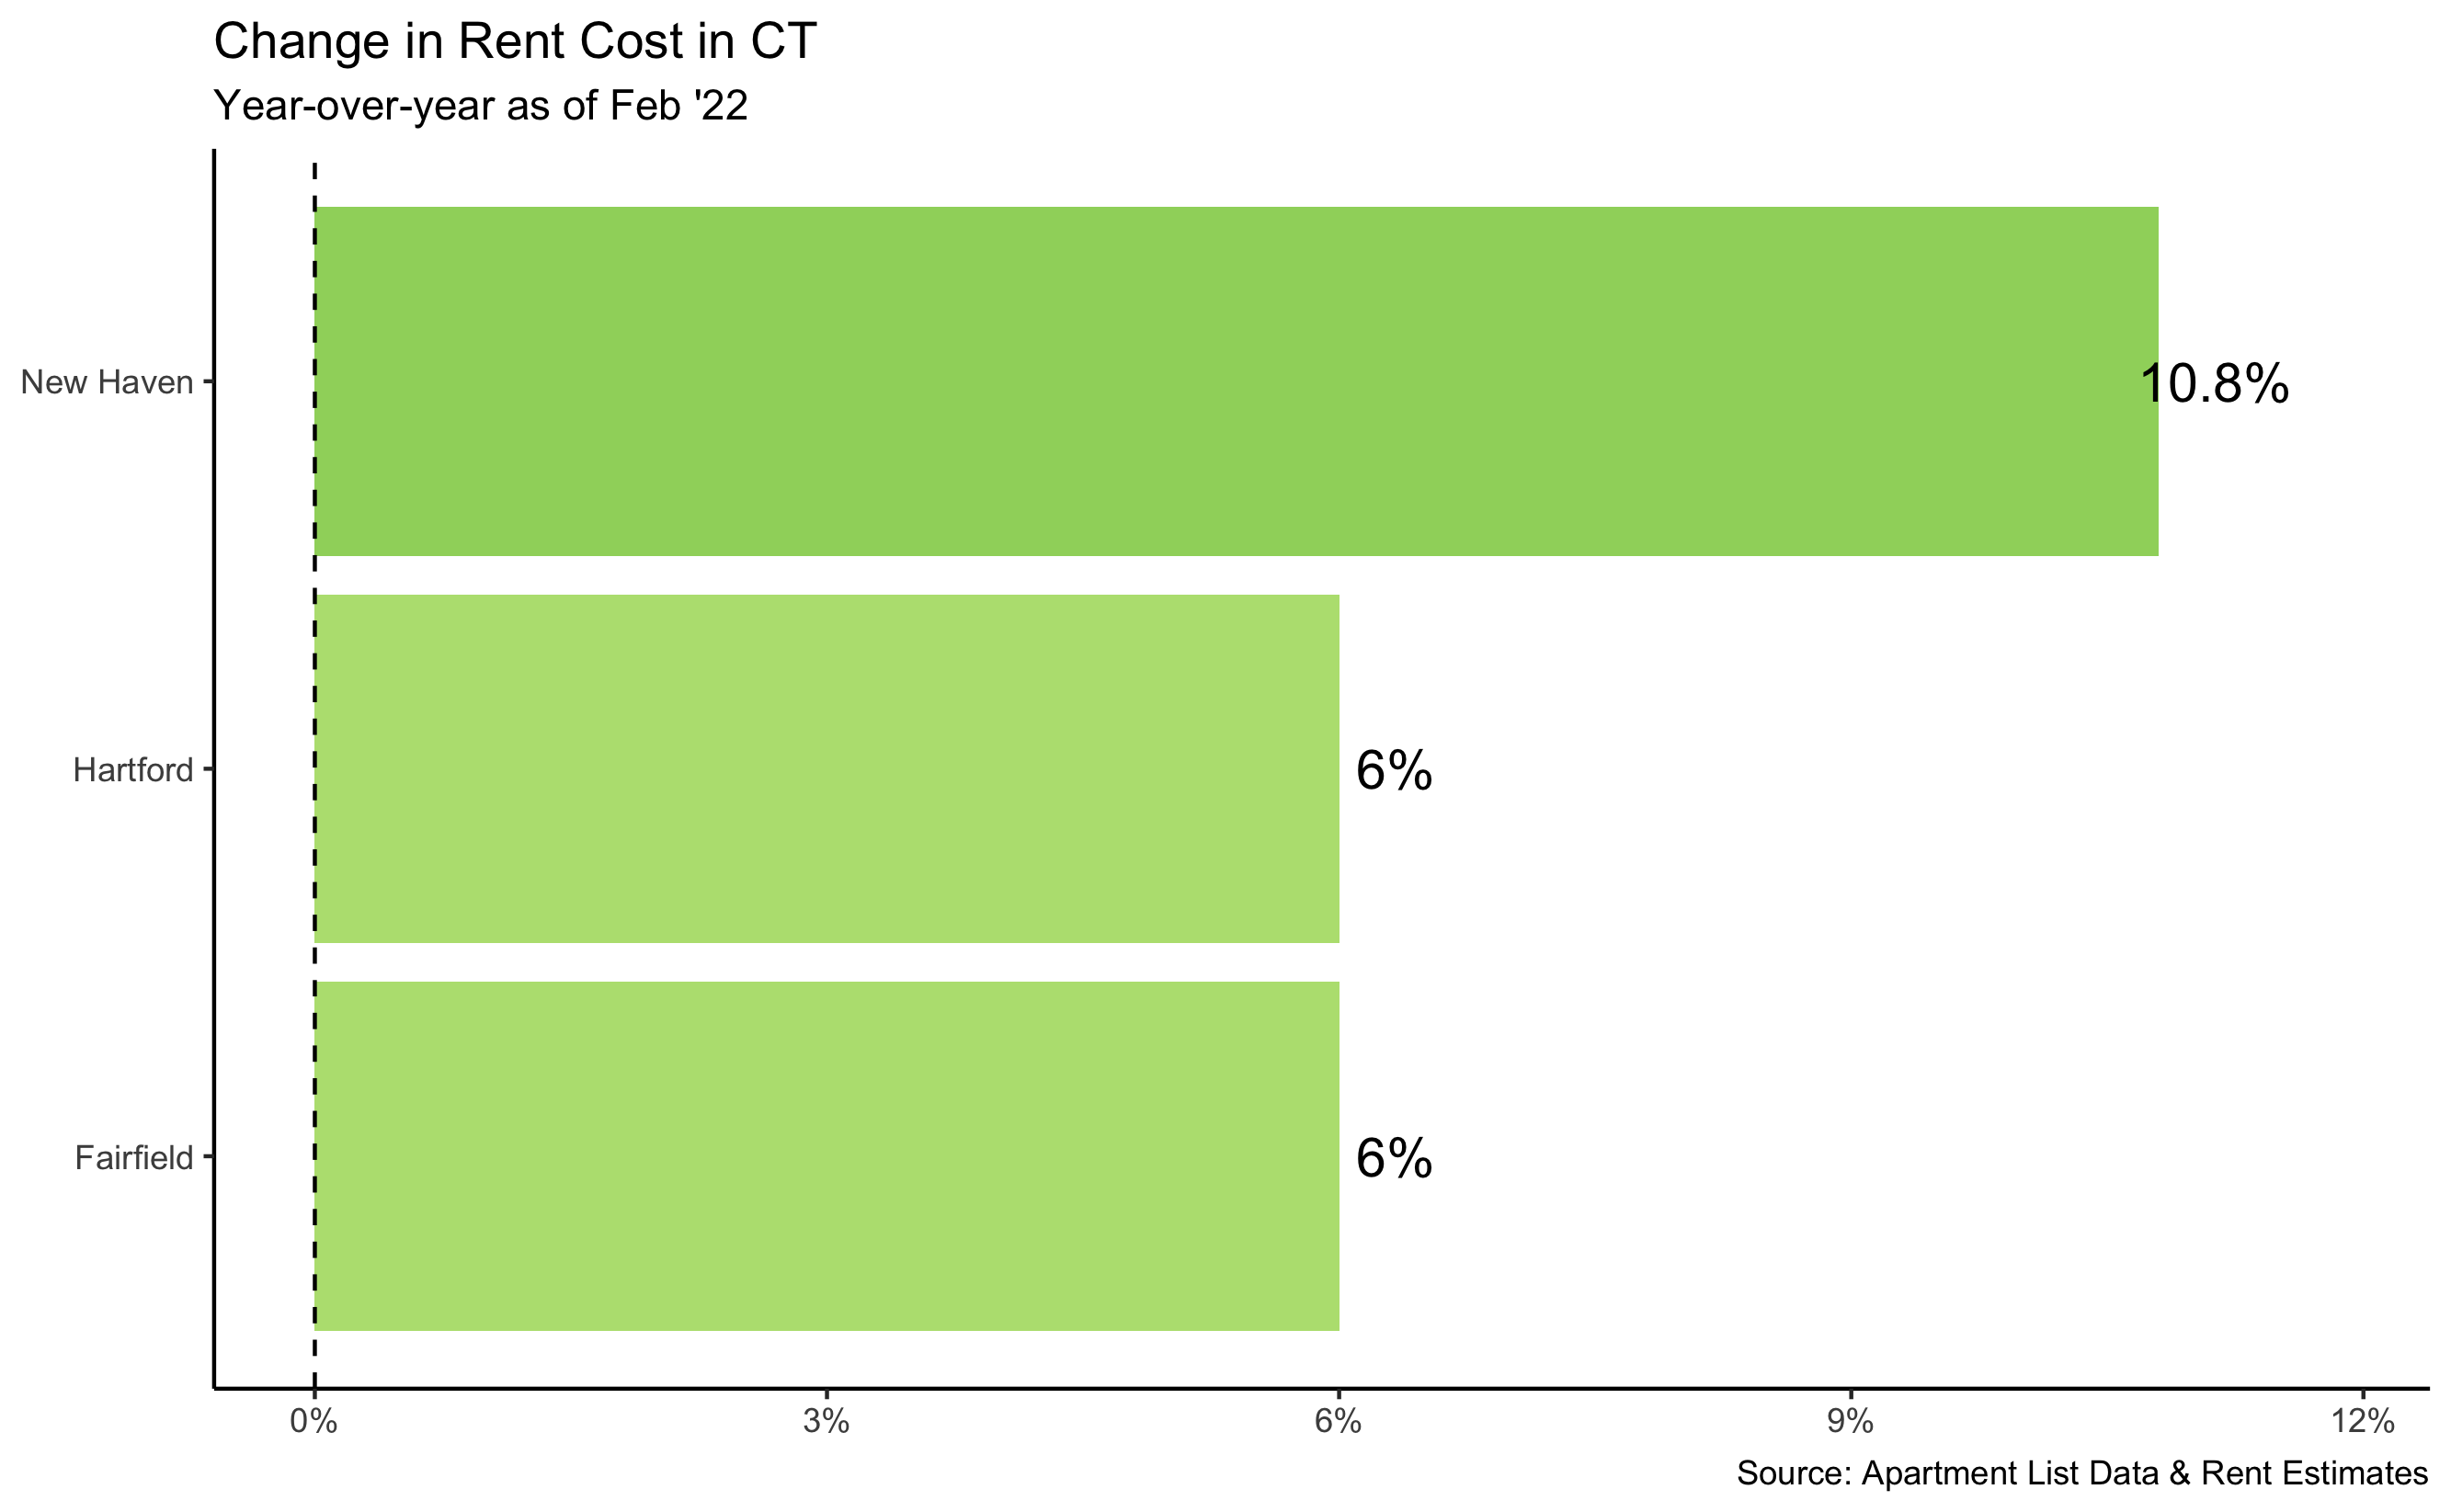 Change in Rent Cost in CT
Year-over-year as of Feb '22
New Haven
10.8%
Hartford
6%
Fairfield
6%
0%
3%
6%
9%
12%
Source: Apartment List Data & Rent Estimates